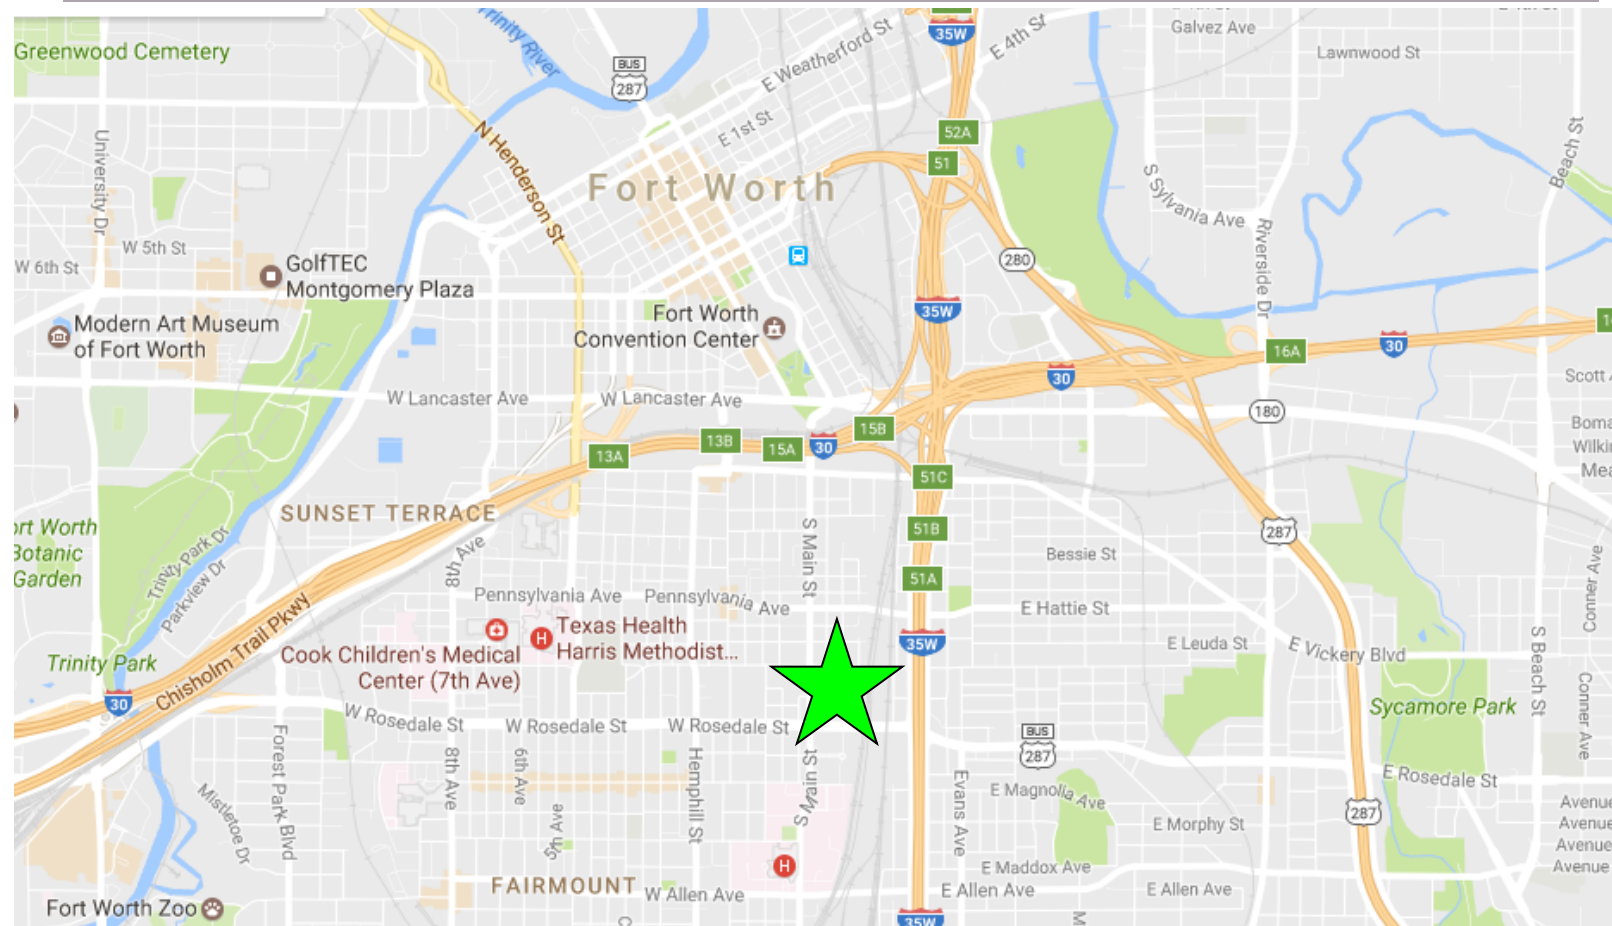 Greenwood Cemetery
Trinity River
BUS
287
E Weatherford St
35W
E 4th St
Galvez Ave
Lawnwood St
N Henderson St
University Dr
E 1st St
52A
51
Beach St
S Sylvania Ave
Fort Worth
Riverside Dr
W 5th St
W 6th St
GolfTEC
Montgomery Plaza
280
35W
Modern Art Museum
of Fort Worth
Fort Worth
Convention Center
16A
30
30
Scott
W Lancaster Ave
W Lancaster Ave
180
13A
13B
15A
30
15B
51C
SUNSET TERRACE
S Main St
51B
287
ort Worth
Botanic
Garden
Trinity Park Dr
Parkview Dr
8th Ave
Bessie St
51A
Conner Ave
Pennsylvania Ave
Pennsylvania Ave
E Hattie St
H
Texas Health
Harris Methodist...
Cook Children's Medical
Center (7th Ave)
35W
E Leuda St
E Vickery Blvd
S Beach St
Trinity Park
Chisholm Trail Pkwy
30
W Rosedale St
W Rosedale St
W Rosedale St
Sycamore Park
Conner Ave
BUS
287
Forest Park Blvd
8th Ave
6th Ave
5th Ave
Hemphill St
S Main St
Evans Ave
E Magnolia Ave
E Rosedale St
287
Mistletoe Dr
E Morphy St
Avenue
Avenue
Avenue
Avenue
H
E Maddox Ave
FAIRMOUNT
W Allen Ave
E Allen Ave
E Allen Ave
Fort Worth Zoo
35W